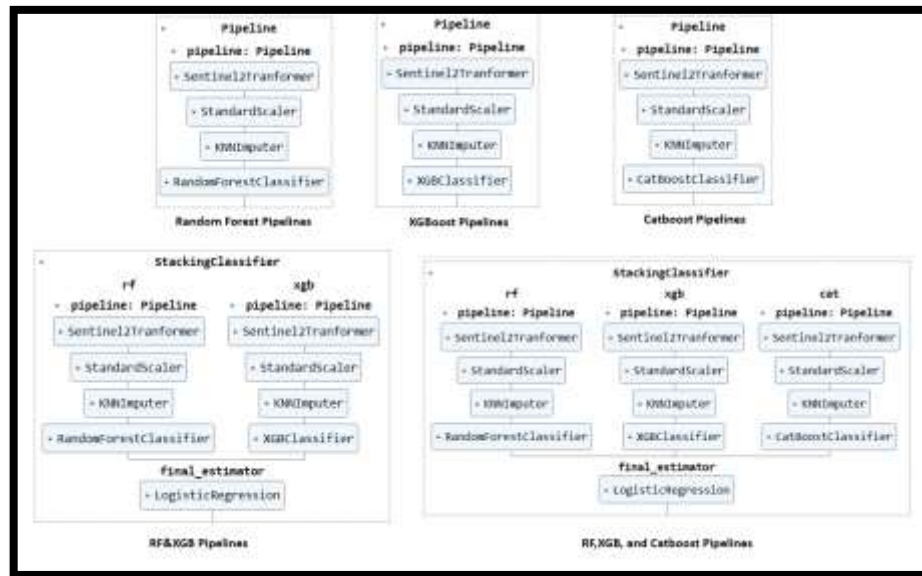 Pipeline
pipeline: Pipeline
Sentinel2Tranformer
StandardScaler
KNNImputer
RandomForestClassifier
Random Forest Pipelines
Pipeline
pipeline: Pipeline
Sentinel2Tranformer
StandardScaler
KNNImputer
XGBClassifier
XGBoost Pipelines
Pipeline
pipeline: Pipeline
Sentinel2Tranformer
StandardScaler
KNNImputer
CatBoostClassifier
Catboost Pipelines
StackingClassifier
rf
pipeline: Pipeline
Sentinel2Tranformer
StandardScaler
KNNImputer
RandomForestClassifier
xgb
pipeline: Pipeline
Sentinel2Tranformer
StandardScaler
KNNImputer
XGBClassifier
final_estimator
LogisticRegression
RF&XGB Pipelines
StackingClassifier
rf
pipeline: Pipeline
Sentinel2Tranformer
StandardScaler
KNNImputer
RandomForestClassifier
xgb
pipeline: Pipeline
Sentinel2Tranformer
StandardScaler
KNNImputer
XGBClassifier
cat
pipeline: Pipeline
Sentinel2Tranformer
StandardScaler
KNNImputer
CatBoostClassifier
final_estimator
LogisticRegression
RF,XGB, and Catboost Pipelines